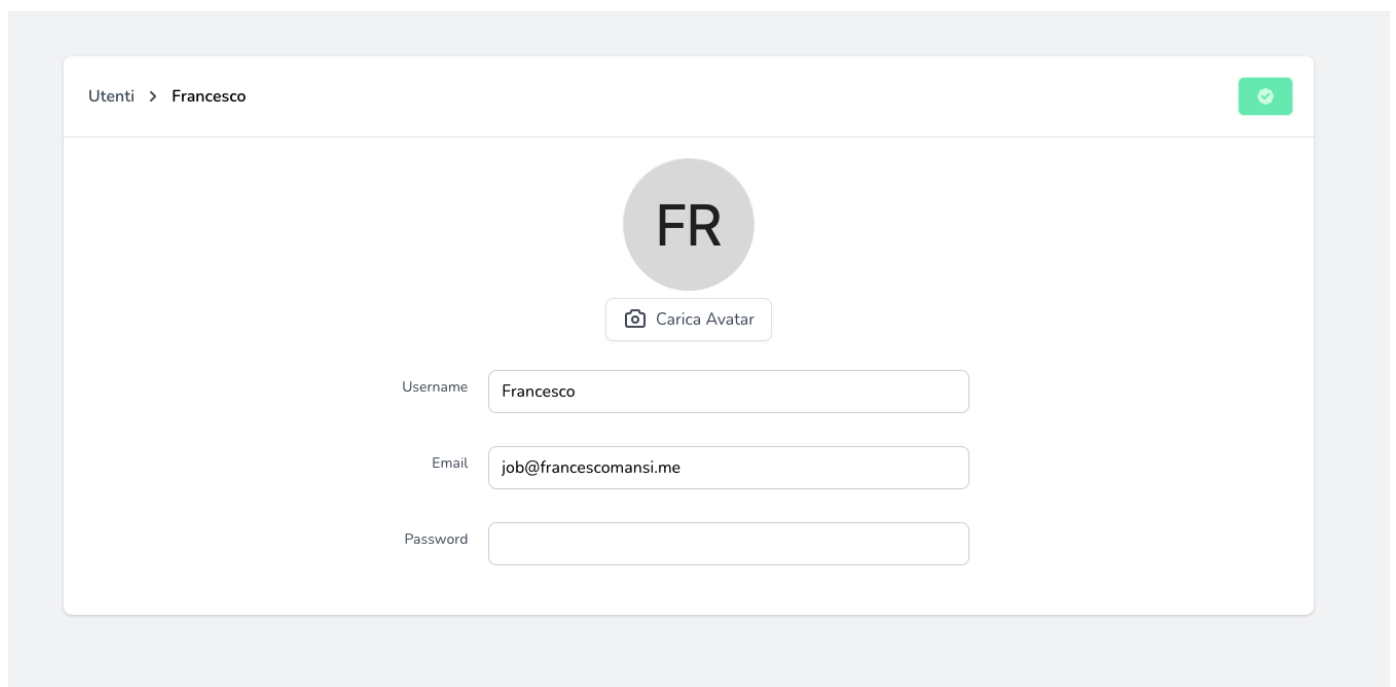 Utenti > Francesco
FR
Carica Avatar
Username Francesco
Email job@francescomansi.me
Password